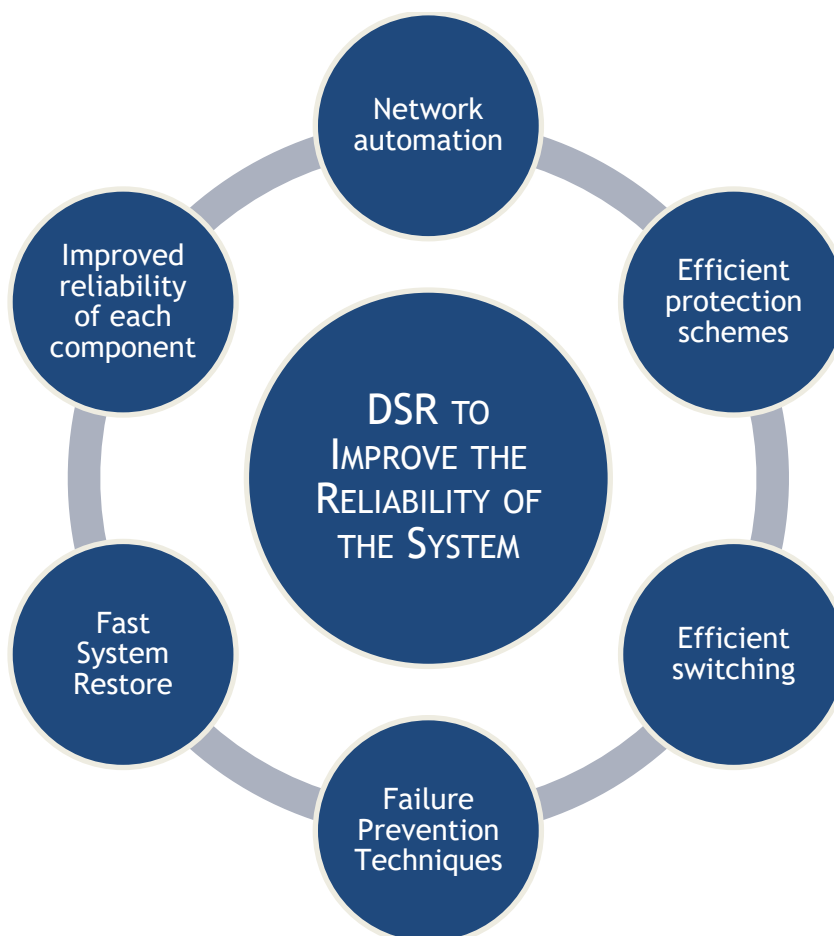 Network
automation
Efficient
protection
schemes
Efficient
switching
Failure
Prevention
Techniques
Fast
System
Restore
Improved
reliability
of each
component
DSR TO
IMPROVE THE
RELIABILITY OF
THE SYSTEM